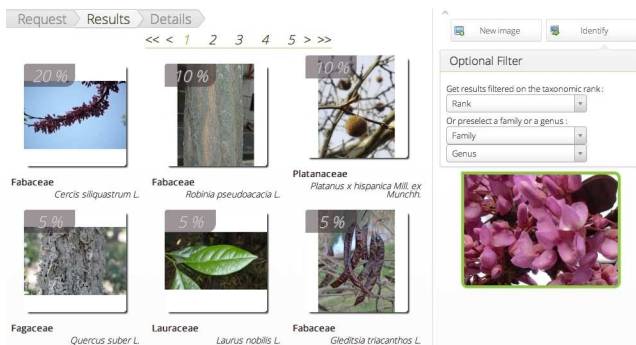 Request Results Details
<< < 1 2 3 4 5 > >>
20 %
10 %
10 %
Fabaceae
Cercis siliquastrum L.
Fabaceae
Robinia pseudoacacia L.
Platanaceae
Platanus x hispanica Mill. ex
Munchh.
5 %
5 %
5 %
Fagaceae
Quercus suber L.
Lauraceae
Laurus nobilis L.
Fabaceae
Gleditsia triacanthos L.
New image
Identify
Optional Filter
Get results filtered on the taxonomic rank :
Rank
Or preselect a family or a genus :
Family
Genus